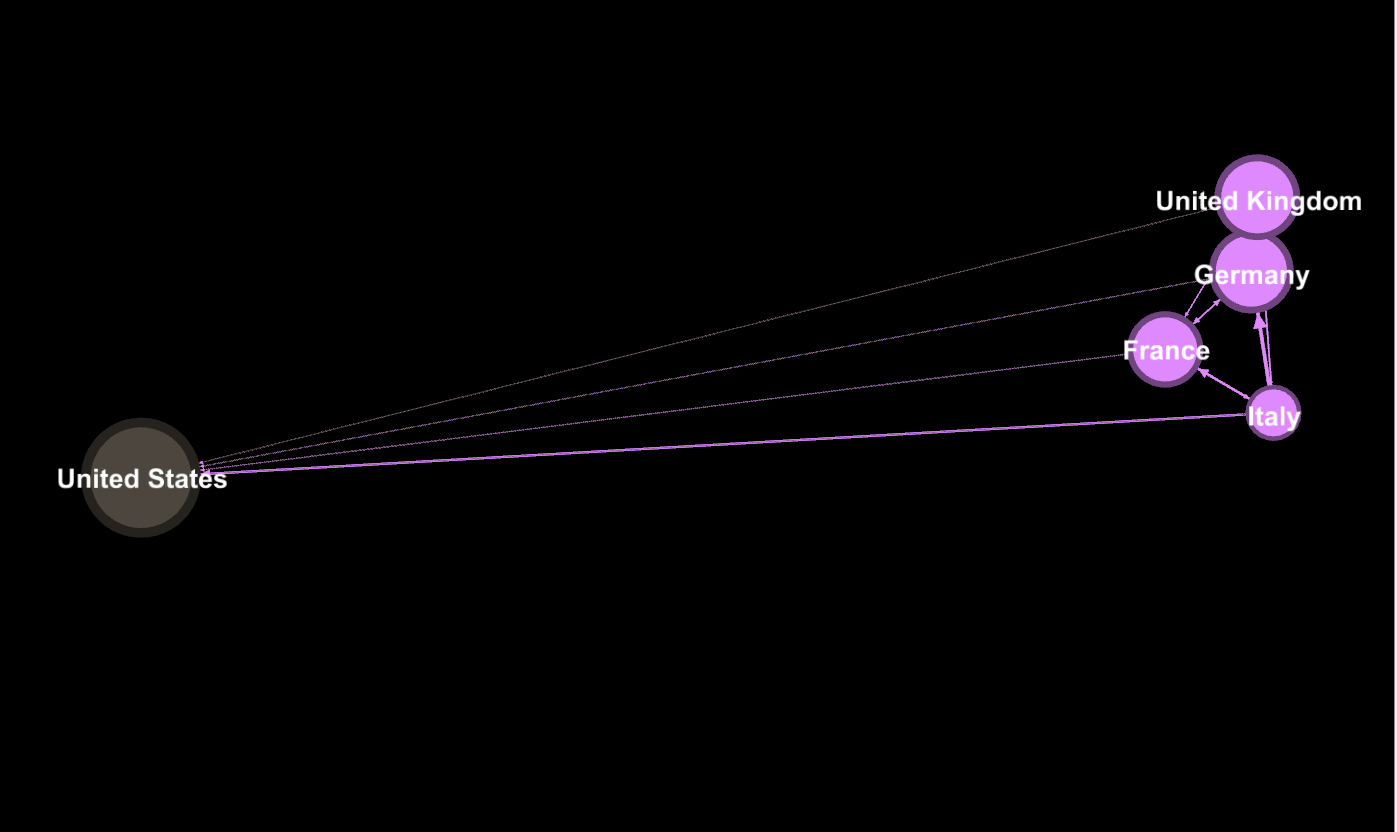 United Kingdom
Germany
France
Italy
United States